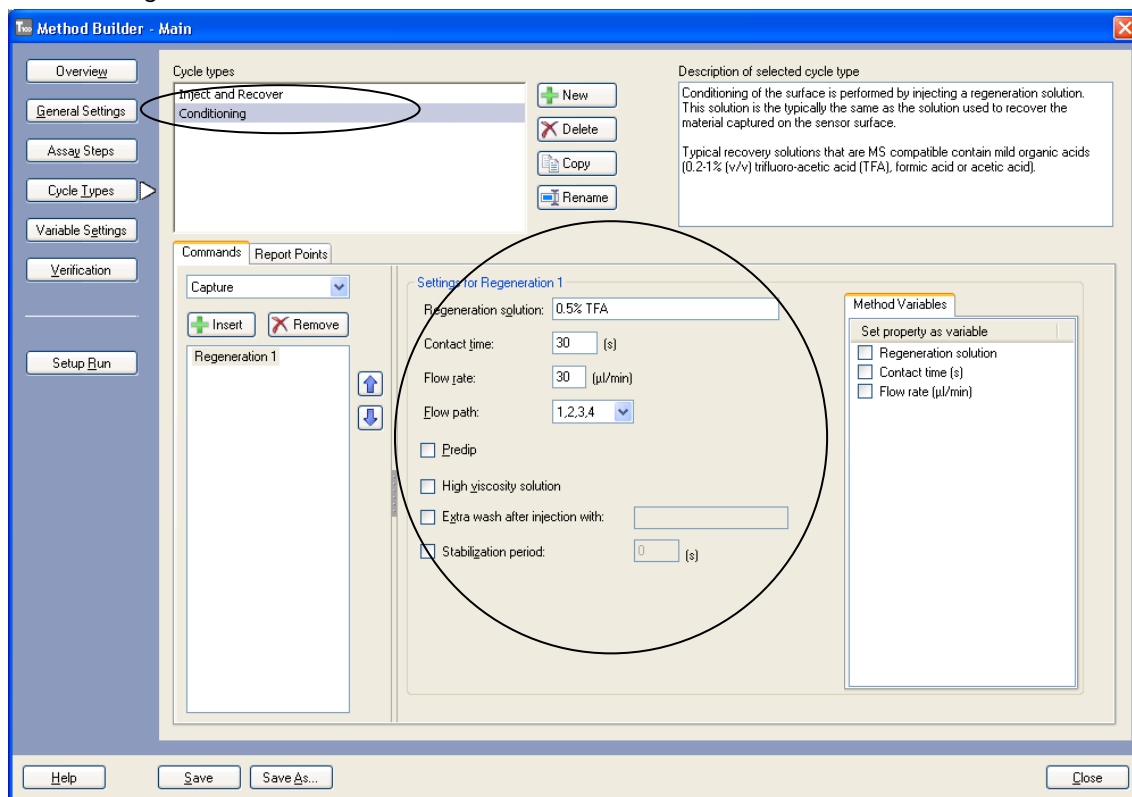 T100 Method Builder - Main
Overview
General Settings
Assay Steps
Cycle Types
Variable Settings
Verification
Setup Run
Cycle types
Inject and Recover
Conditioning
New
Delete
Copy
Rename
Description of selected cycle type
Conditioning of the surface is performed by injecting a regeneration solution.
This solution is the typically the same as the solution used to recover the
material captured on the sensor surface.
Typical recovery solutions that are MS compatible contain mild organic acids
(0.2-1% (v/v) trifluoro-acetic acid (TFA), formic acid or acetic acid).
Commands Report Points
Capture
Insert Remove
Regeneration 1
Settings for Regeneration 1
Regeneration solution: 0.5% TFA
Contact time: 30 (s)
Flow rate: 30 (µl/min)
Flow path: 1,2,3,4
Predip
High viscosity solution
Extra wash after injection with:
Stabilization period: 0 (s)
Method Variables
Set property as variable
Regeneration solution
Contact time (s)
Flow rate (µl/min)
Help Save Save As... Close